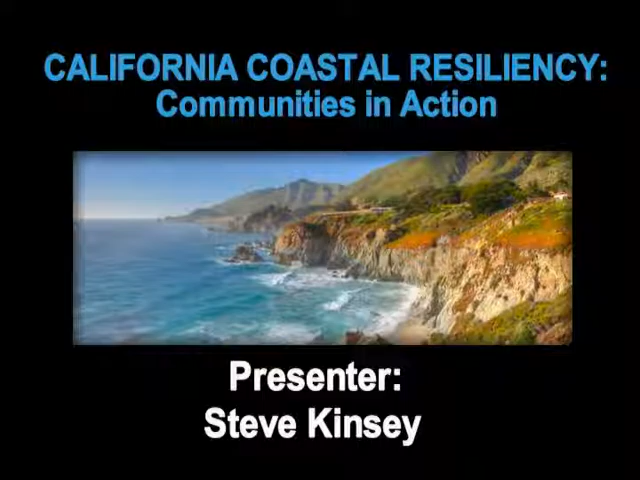 CALIFORNIA COASTAL RESILIENCY:
Communities in Action
Presenter:
Steve Kinsey